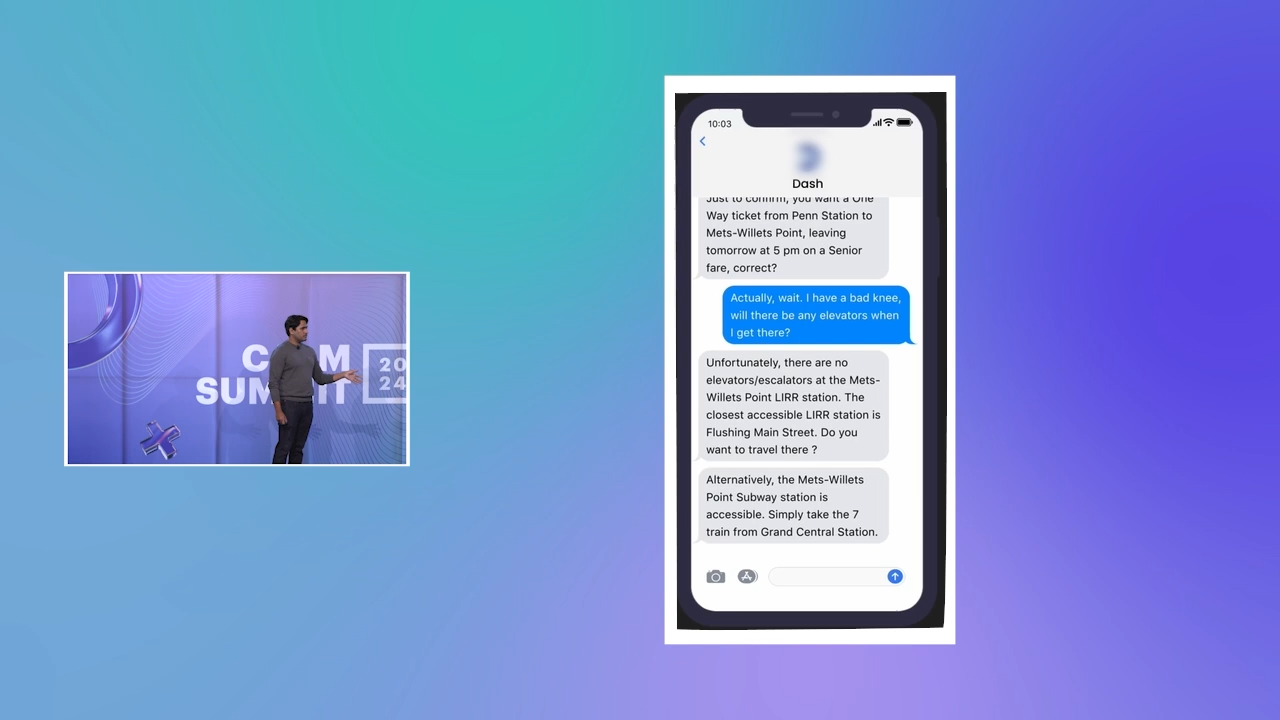 10:03
Dash
Just to confirm, you want a One
Way ticket from Penn Station to
Mets-Willets Point, leaving
tomorrow at 5 pm on a Senior
fare, correct?
Actually, wait. I have a bad knee,
will there be any elevators when
I get there?
Unfortunately, there are no
elevators/escalators at the Mets-
Willets Point LIRR station. The
closest accessible LIRR station is
Flushing Main Street. Do you
want to travel there ?
Alternatively, the Mets-Willets
Point Subway station is
accessible. Simply take the 7
train from Grand Central Station.
20
24